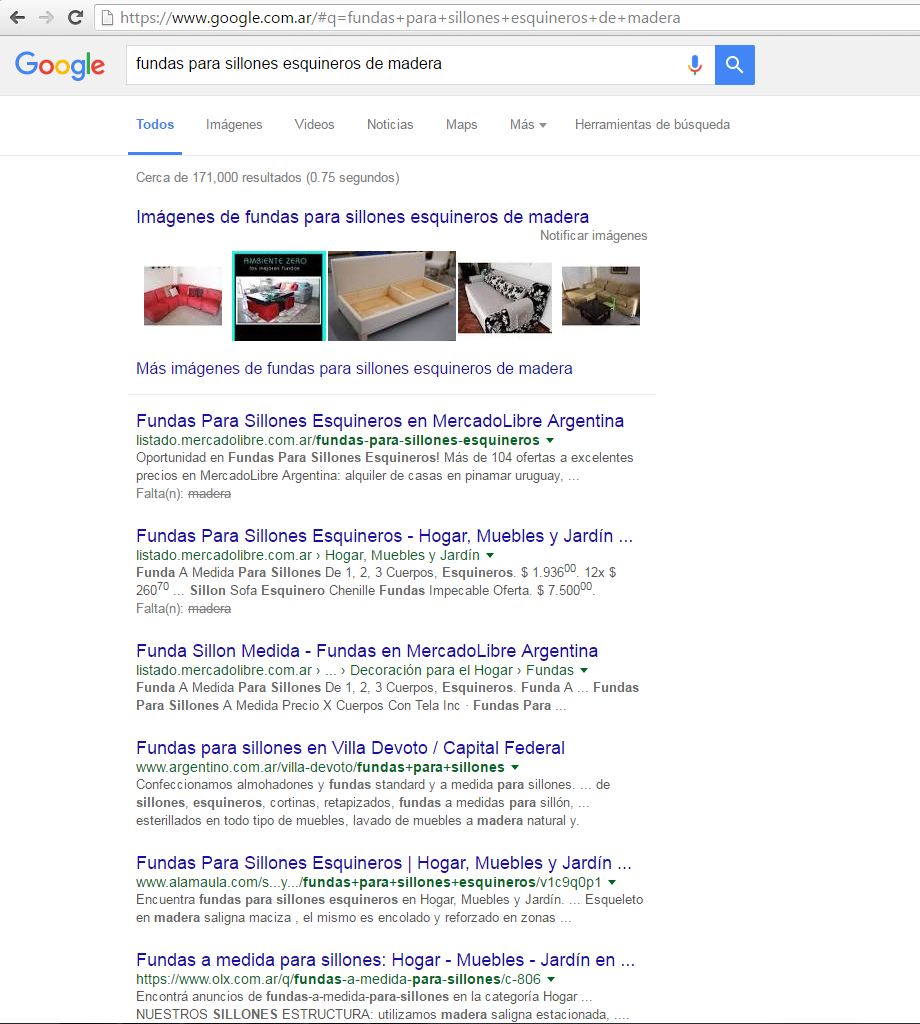 https://www.google.com.ar/#q=fundas+para+sillones+esquineros+de+madera
Google
fundas para sillones esquineros de madera
Todos Imágenes Videos Noticias Maps Más Herramientas de búsqueda
Cerca de 171,000 resultados (0.75 segundos)
Imágenes de fundas para sillones esquineros de madera
Notificar imágenes
AMBIENTE ZERO
las mejores fundas
Más imágenes de fundas para sillones esquineros de madera
Fundas Para Sillones Esquineros en MercadoLibre Argentina
listado.mercadolibre.com.ar/fundas-para-sillones-esquineros
Oportunidad en Fundas Para Sillones Esquineros! Más de 104 ofertas a excelentes
precios en MercadoLibre Argentina: alquiler de casas en pinamar uruguay, ...
Falta(n): madera
Fundas Para Sillones Esquineros - Hogar, Muebles y Jardín ...
listado.mercadolibre.com.ar › Hogar, Muebles y Jardín
Funda A Medida Para Sillones De 1, 2, 3 Cuerpos, Esquineros. $ 1.93600. 12x $
26070 ... Sillon Sofa Esquinero Chenille Fundas Impecable Oferta. $ 7.50000.
Falta(n): madera
Funda Sillon Medida - Fundas en MercadoLibre Argentina
listado.mercadolibre.com.ar › ... › Decoración para el Hogar › Fundas
Funda A Medida Para Sillones De 1, 2, 3 Cuerpos, Esquineros. Funda A ... Fundas
Para Sillones A Medida Precio X Cuerpos Con Tela Inc · Fundas Para ...
Fundas para sillones en Villa Devoto / Capital Federal
www.argentino.com.ar/villa-devoto/fundas+para+sillones
Confeccionamos almohadones y fundas standard y a medida para sillones. ... de
sillones, esquineros, cortinas, retapizados, fundas a medidas para sillón, ...
esterillados en todo tipo de muebles, lavado de muebles a madera natural y.
Fundas Para Sillones Esquineros | Hogar, Muebles y Jardín ...
www.alamaula.com/s...y.../fundas+para+sillones+esquineros/v1c9q0p1
Encuentra fundas para sillones esquineros en Hogar, Muebles y Jardín. ... Esqueleto
en madera saligna maciza , el mismo es encolado y reforzado en zonas ...
Fundas a medida para sillones: Hogar - Muebles - Jardín en ...
https://www.olx.com.ar/q/fundas-a-medida-para-sillones/c-806
Encontrá anuncios de fundas-a-medida-para-sillones en la categoría Hogar ...
NUESTROS SILLONES ESTRUCTURA: utilizamos madera saligna estacionada, ....